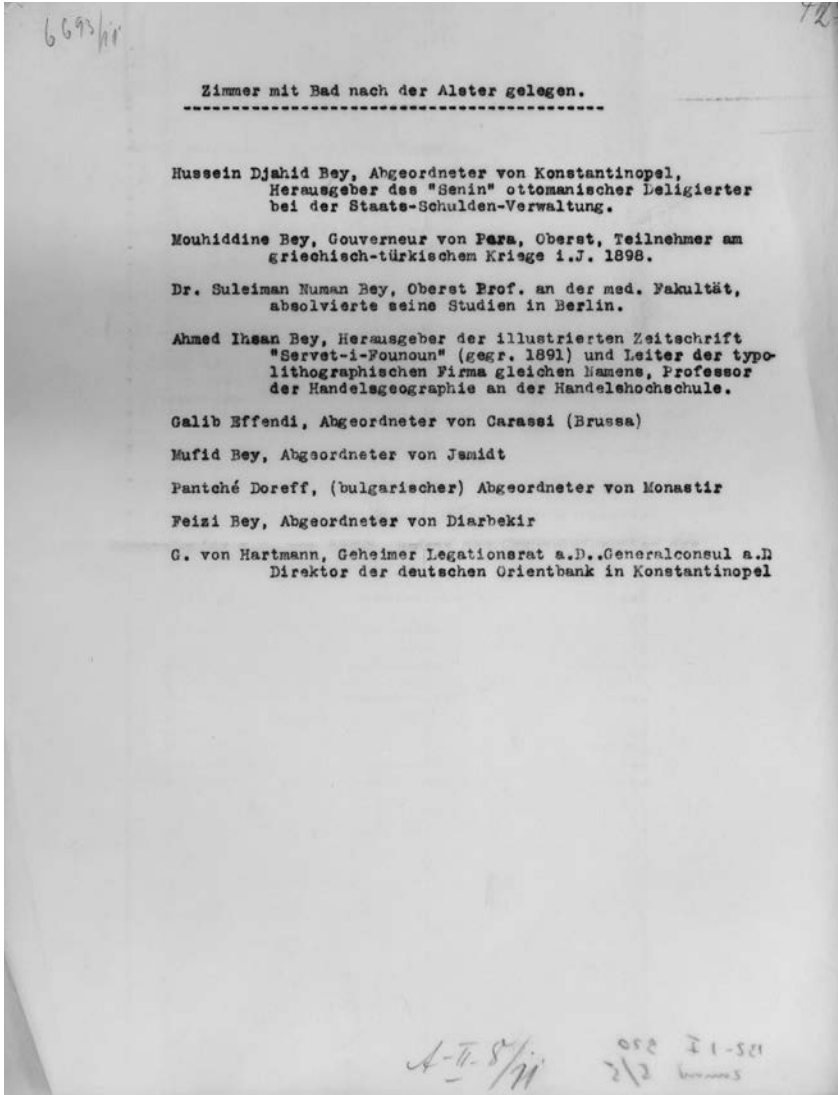 6693/11
Zimmer mit Bad nach der Alster gelegen.
Hussein Djahid Bey, Abgeordneter von Konstantinopel,
Herausgeber des "Senin" ottomanischer Deligierter
bei der Staats-Schulden-Verwaltung.
Mouhiddine Bey, Gouverneur von Pera, Oberst, Teilnehmer am
griechisch-türkischem Kriege i.J. 1898.
Dr. Suleiman Numan Bey, Oberst Prof. an der med. Fakultät,
absolvierte seine Studien in Berlin.
Ahmed Ihsan Bey, Herausgeber der illustrierten Zeitschrift
"Servet-i-Founoun" (gegr. 1891) und Leiter der typo-
lithographischen Firma gleichen Namens, Professor
der Handelsgeographie an der Handelshochschule.
Galib Effendi, Abgeordneter von Carassi (Brussa)
Mufid Bey, Abgeordneter von Jsmidt
Pantché Doreff, (bulgarischer) Abgeordneter von Monastir
Feizi Bey, Abgeordneter von Diarbekir
G. von Hartmann, Geheimer Legationsrat a.D..Generalconsul a.D
Direktor der deutschen Orientbank in Konstantinopel
A-II-8/11